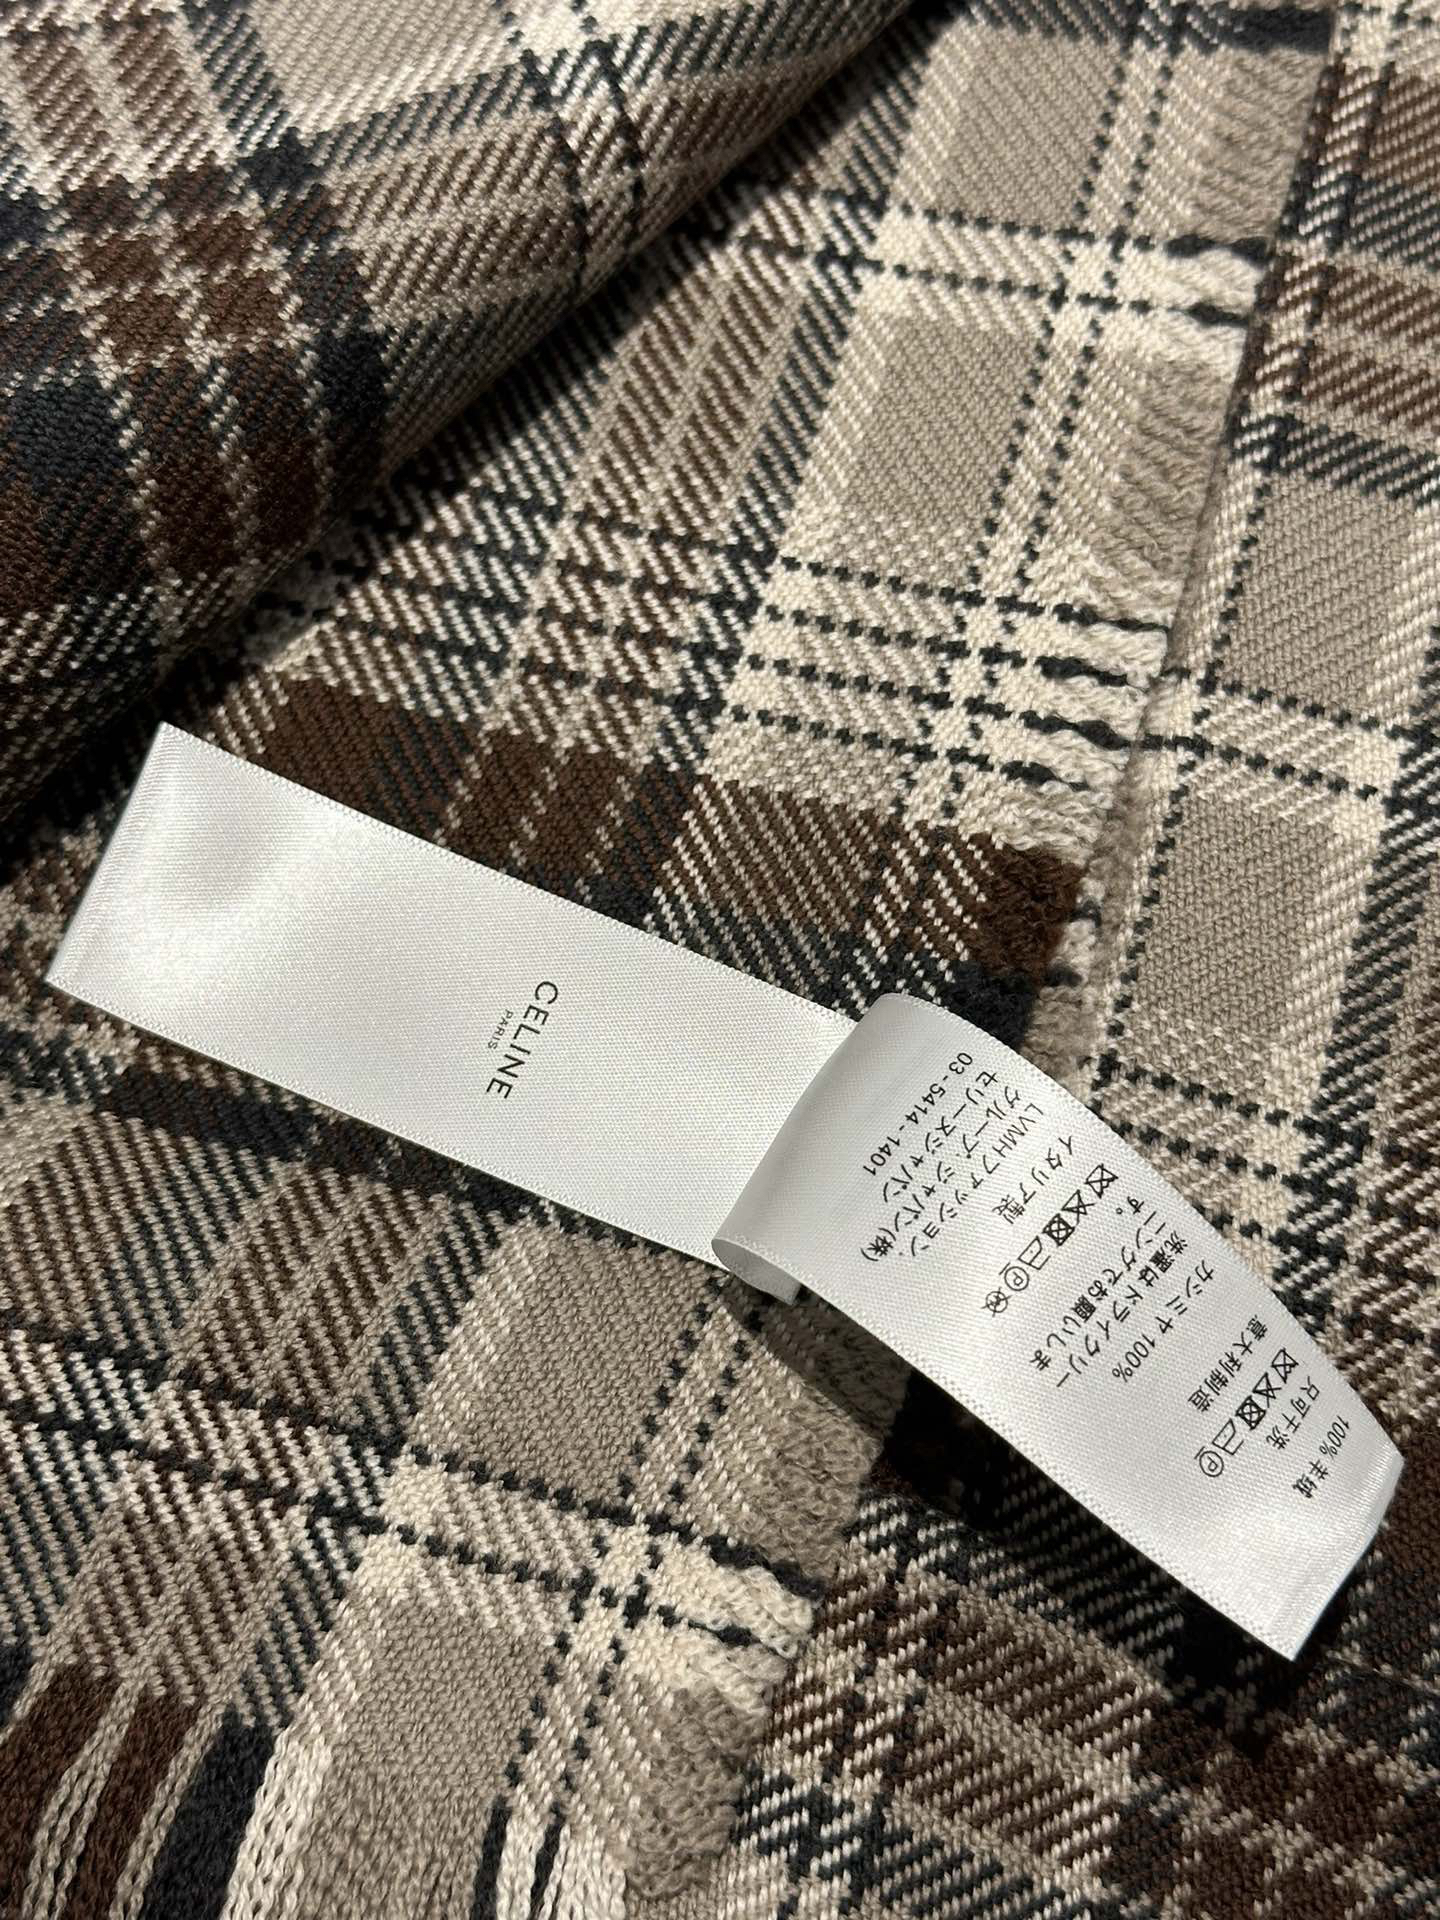 CELINE
PARIS
100% 羊绒
只可干洗
意大利制造
カシミヤ 100%
洗濯はドライクリー
ニングでお願いしま
す。
イタリア製
LVMHファッション.
グループ.ジャパン(株)
セリーヌジャパン
03-5414-1401